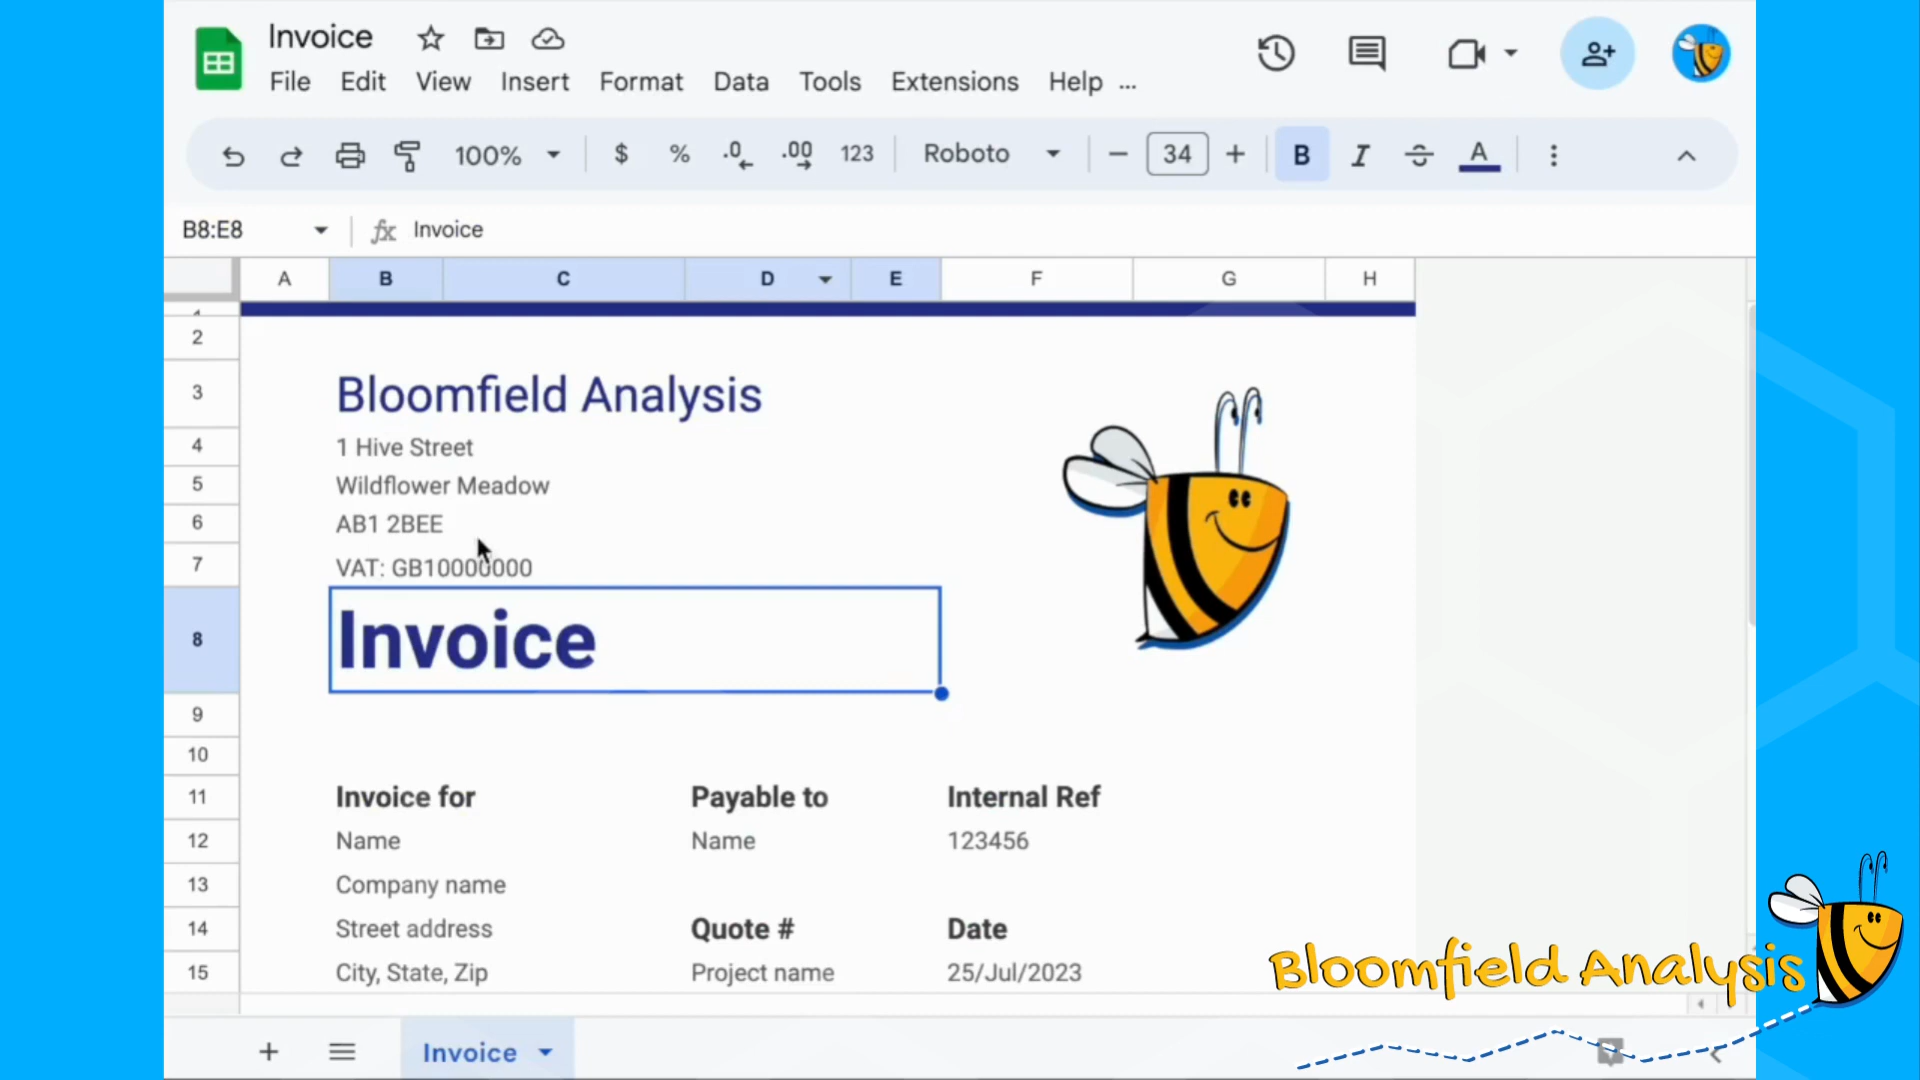 Invoice
File Edit View Insert Format Data Tools Extensions Help ...
100% $ % .0 .00 123 Roboto 34 B I S A
B8:E8 fx Invoice
A B C D E F G H
1
2
3 Bloomfield Analysis
4 1 Hive Street
5 Wildflower Meadow
6 AB1 2BEE
7 VAT: GB10000000
8 Invoice
9
10
11 Invoice for Payable to Internal Ref
12 Name Name 123456
13 Company name
14 Street address Quote # Date
15 City, State, Zip Project name 25/Jul/2023
Bloomfield Analysis
+ Invoice